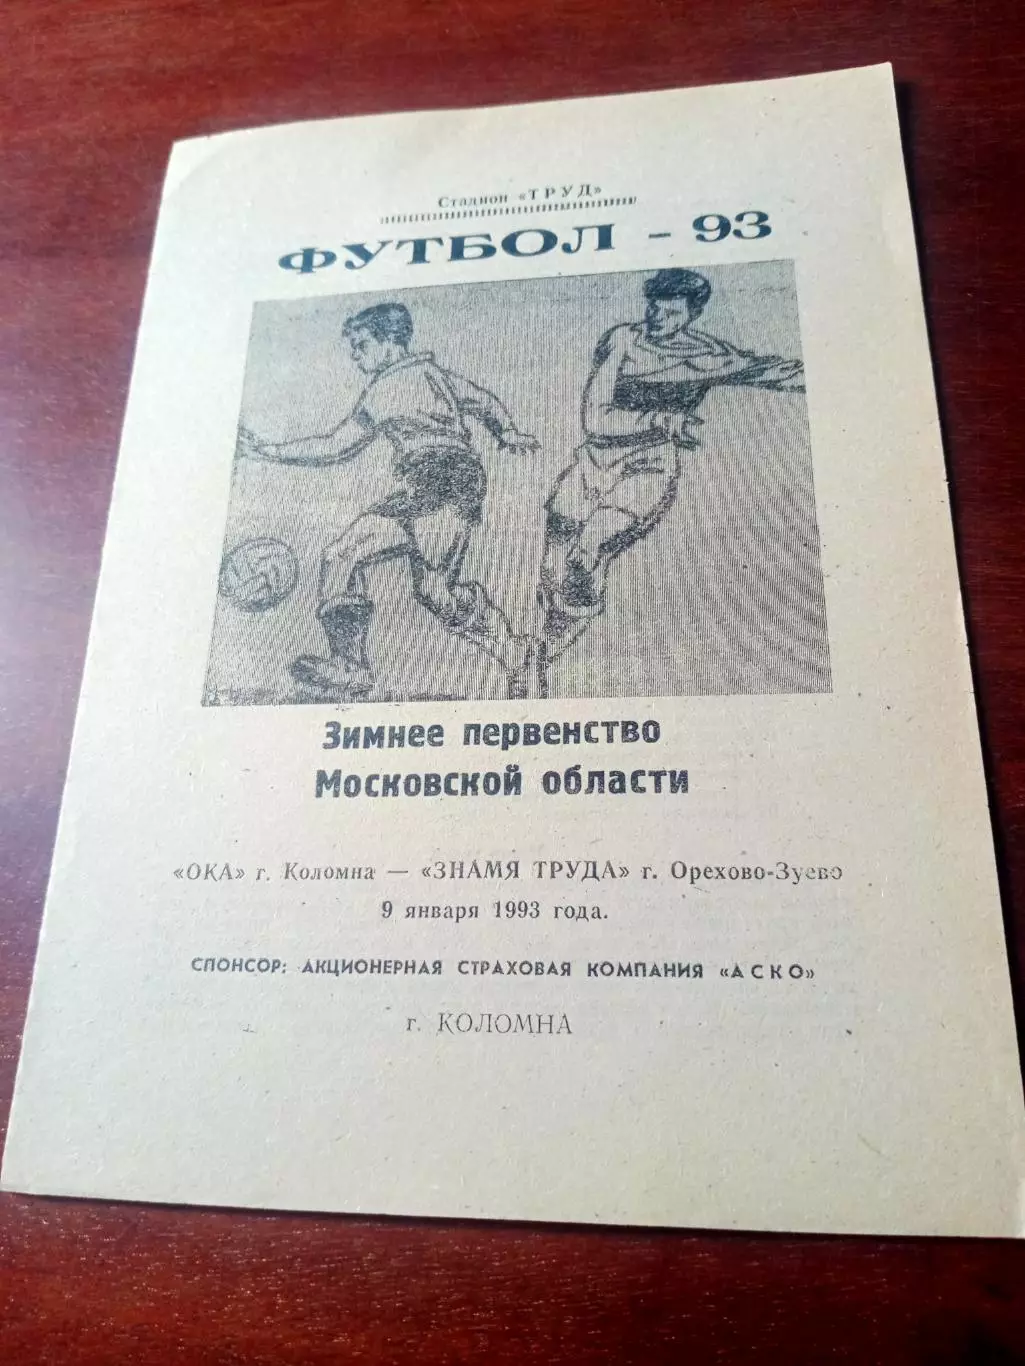 Стадион «ТРУД»
ФУТБОЛ - 93
Зимнее первенство
Московской области
«ОКА» г. Коломна — «ЗНАМЯ ТРУДА» г. Орехово-Зуево
9 января 1993 года.
СПОНСОР: АКЦИОНЕРНАЯ СТРАХОВАЯ КОМПАНИЯ «АСКО»
г. КОЛОМНА